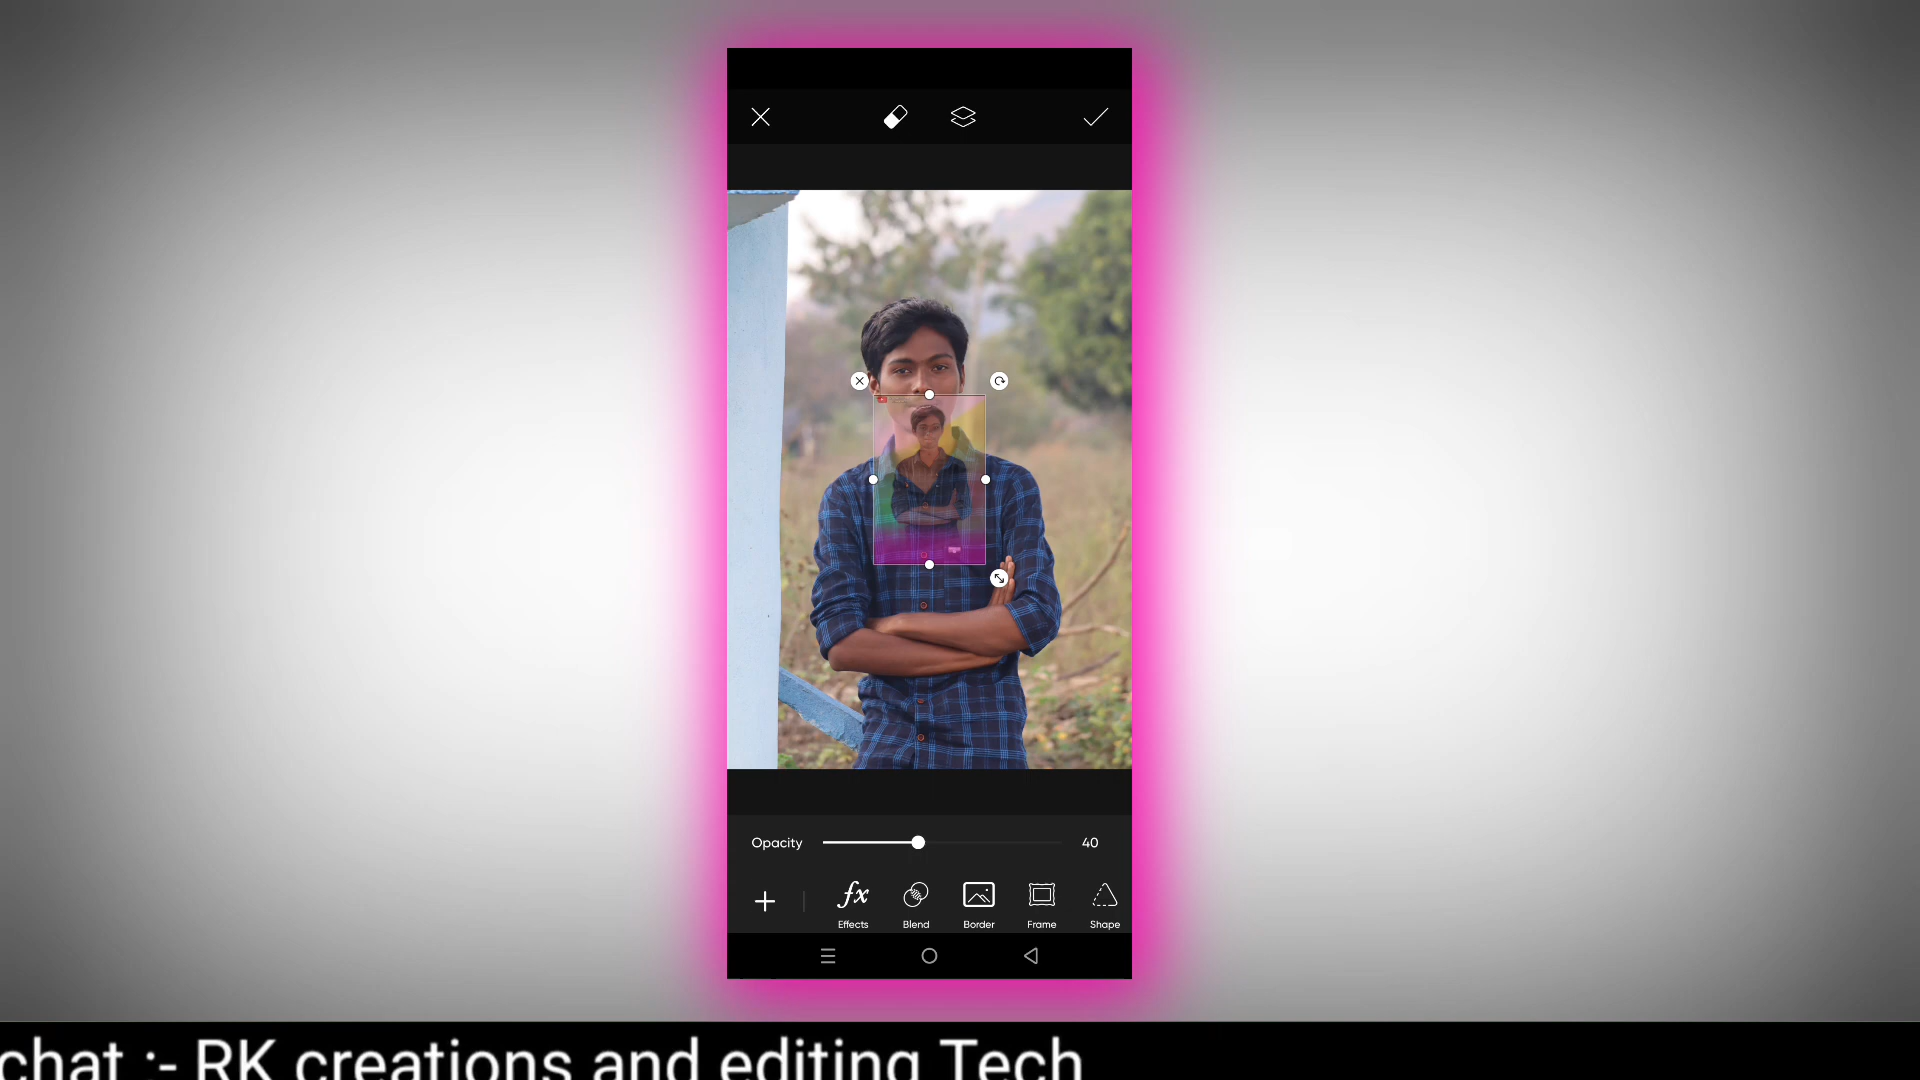 Opacity 40
Effects Blend Border Frame Shape
chat :- RK creations and editing Tech